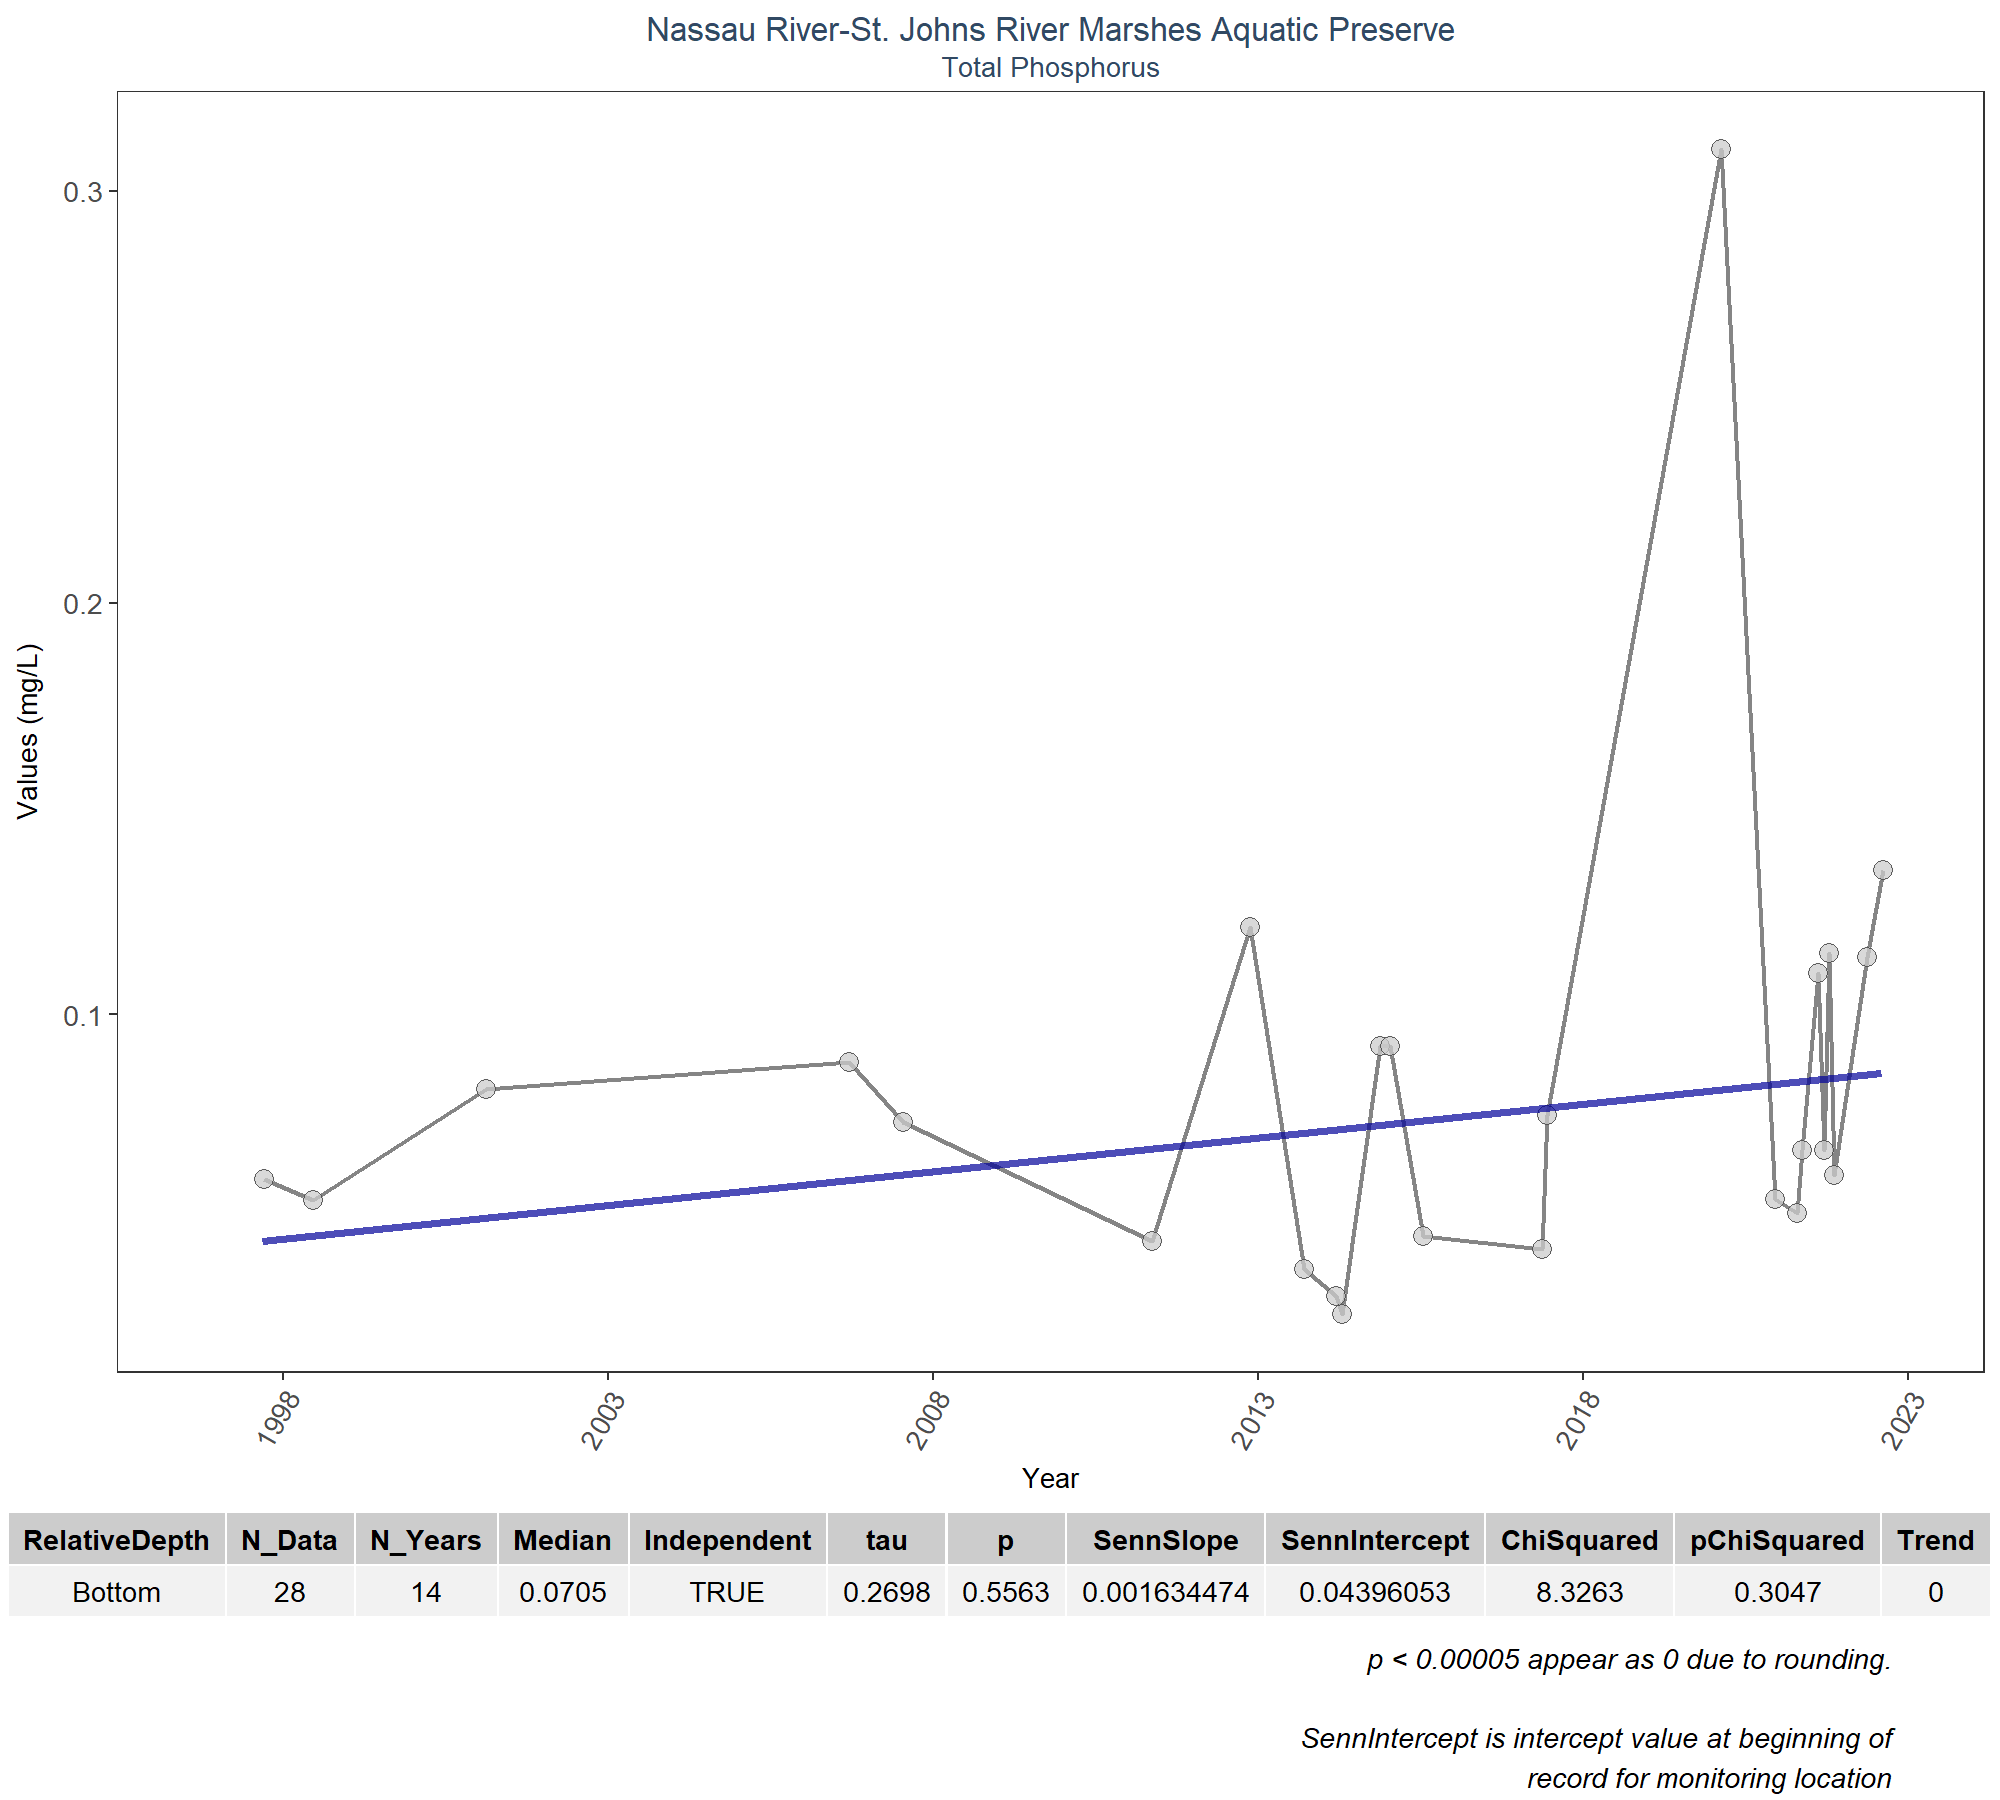 Nassau River-St. Johns River Marshes Aquatic Preserve
Total Phosphorus
0.3
0.2
0.1
Values (mg/L)
1998 2003 2008 2013 2018 2023
Year
RelativeDepth N_Data N_Years Median Independent tau p SennSlope SennIntercept ChiSquared pChiSquared Trend
Bottom 28 14 0.0705 TRUE 0.2698 0.5563 0.001634474 0.04396053 8.3263 0.3047 0
p < 0.00005 appear as 0 due to rounding.
SennIntercept is intercept value at beginning of
record for monitoring location